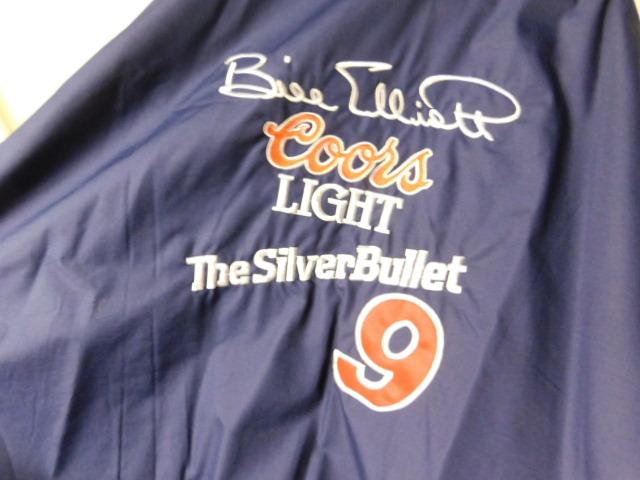 Bill Elliott
Coors
LIGHT
The Silver Bullet
9